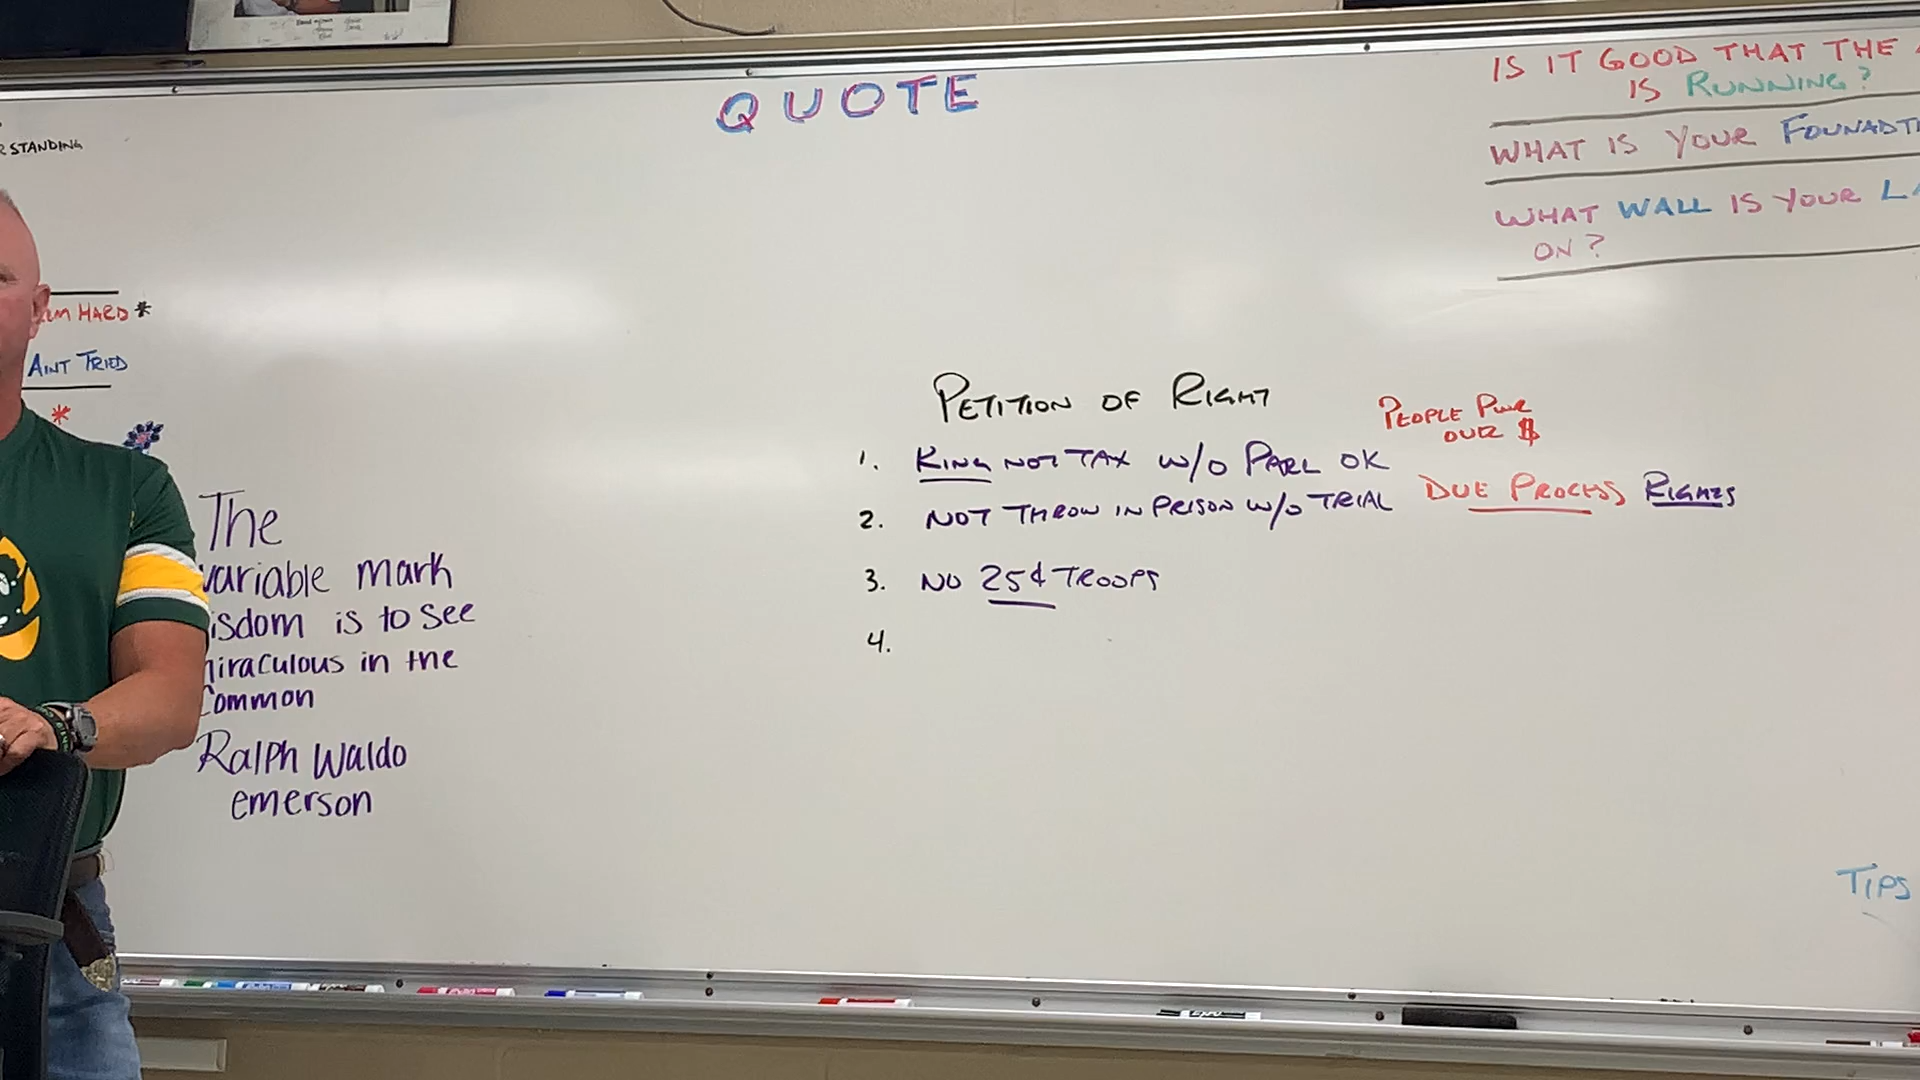 QUOTE
STANDING
HARD *
AINT TRIED
The
variable mark
isdom is to see
miraculous in the
Common
Ralph Waldo
emerson
PETITION OF RIGHT
PEOPLE PWR
OVER $
1. KING NOT TAX W/O PARL OK
2. NOT THROW IN PRISON W/O TRIAL DUE PROCESS RIGHTS
3. NO 25¢ TROOPS
4.
IS IT GOOD THAT THE
IS RUNNING?
WHAT IS YOUR FOUNADTI
WHAT WALL IS YOUR LA
ON?
TIPS